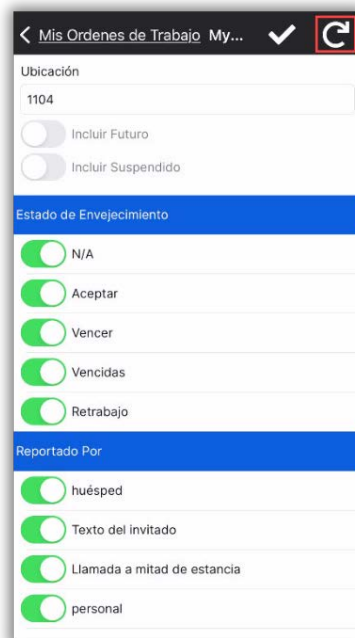 Mis Ordenes de Trabajo My...
Ubicación
1104
Incluir Futuro
Incluir Suspendido
Estado de Envejecimiento
N/A
Aceptar
Vencer
Vencidas
Retrabajo
Reportado Por
huésped
Texto del invitado
Llamada a mitad de estancia
personal